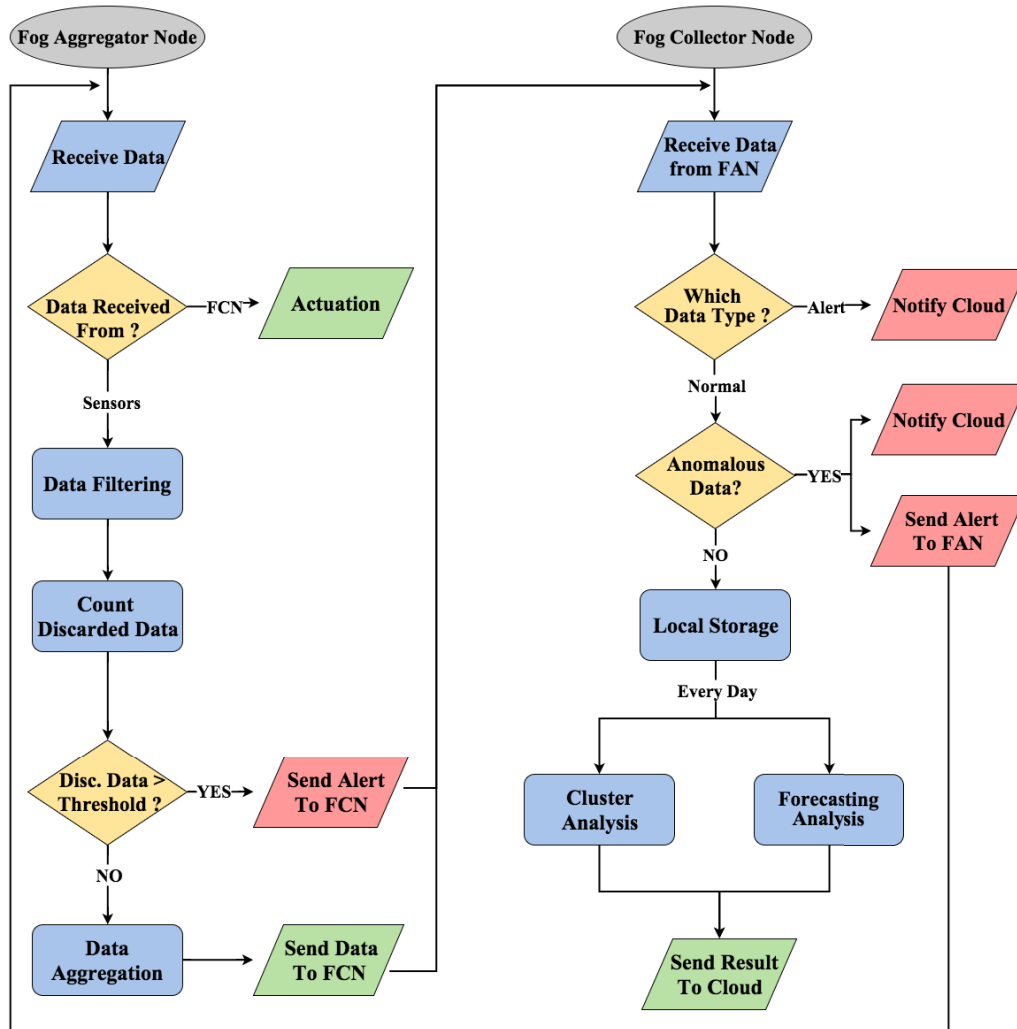 Fog Aggregator Node
Receive Data
Data Received
From ?
FCN
Actuation
Sensors
Data Filtering
Count
Discarded Data
Disc. Data >
Threshold ?
YES
Send Alert
To FCN
NO
Data
Aggregation
Send Data
To FCN
Fog Collector Node
Receive Data
from FAN
Which
Data Type ?
Alert
Notify Cloud
Normal
Anomalous
Data?
YES
Notify Cloud
Send Alert
To FAN
NO
Local Storage
Every Day
Cluster
Analysis
Forecasting
Analysis
Send Result
To Cloud